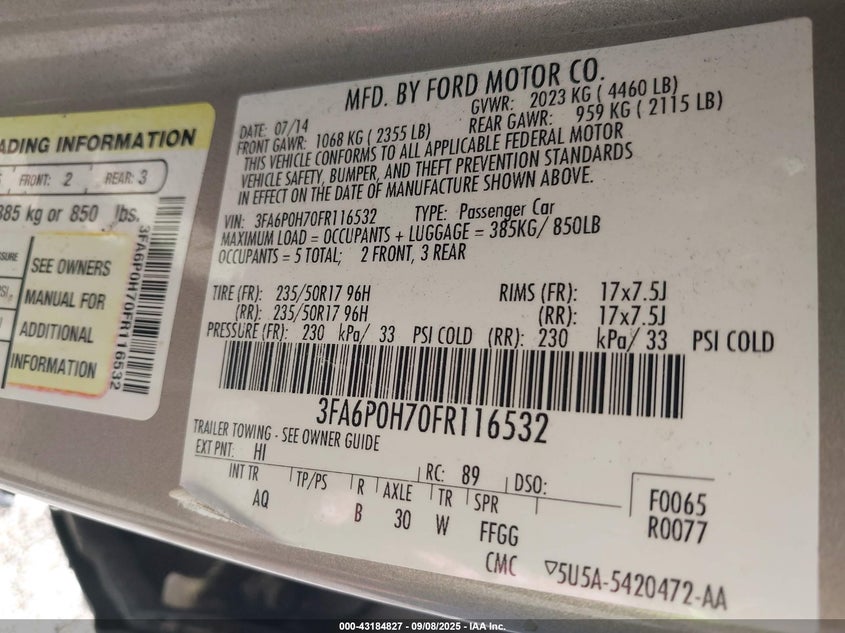 ADING INFORMATION
FRONT: 2 REAR: 3
385 kg or 850 lbs.
SSURE
SEE OWNERS
MANUAL FOR
ADDITIONAL
INFORMATION
3FA6P0H70FR116532
MFD. BY FORD MOTOR CO.
DATE: 07/14 GVWR: 2023 KG ( 4460 LB)
FRONT GAWR: 1068 KG ( 2355 LB) REAR GAWR: 959 KG ( 2115 LB)
THIS VEHICLE CONFORMS TO ALL APPLICABLE FEDERAL MOTOR
VEHICLE SAFETY, BUMPER, AND THEFT PREVENTION STANDARDS
IN EFFECT ON THE DATE OF MANUFACTURE SHOWN ABOVE.
VIN: 3FA6P0H70FR116532 TYPE: Passenger Car
MAXIMUM LOAD = OCCUPANTS + LUGGAGE = 385KG/ 850LB
OCCUPANTS = 5 TOTAL; 2 FRONT, 3 REAR
TIRE (FR): 235/50R17 96H RIMS (FR): 17x7.5J
(RR): 235/50R17 96H (RR): 17x7.5J
PRESSURE (FR): 230 kPa/ 33 PSI COLD (RR): 230 kPa/ 33 PSI COLD
3FA6P0H70FR116532
TRAILER TOWING - SEE OWNER GUIDE
EXT PNT: HI RC: 89 DSO:
INT TR TP/PS R AXLE TR SPR
AQ B 30 W FFGG
F0065
R0077
CMC ▽5U5A-5420472-AA
000-43184827 - 09/08/2025 - IAA Inc.